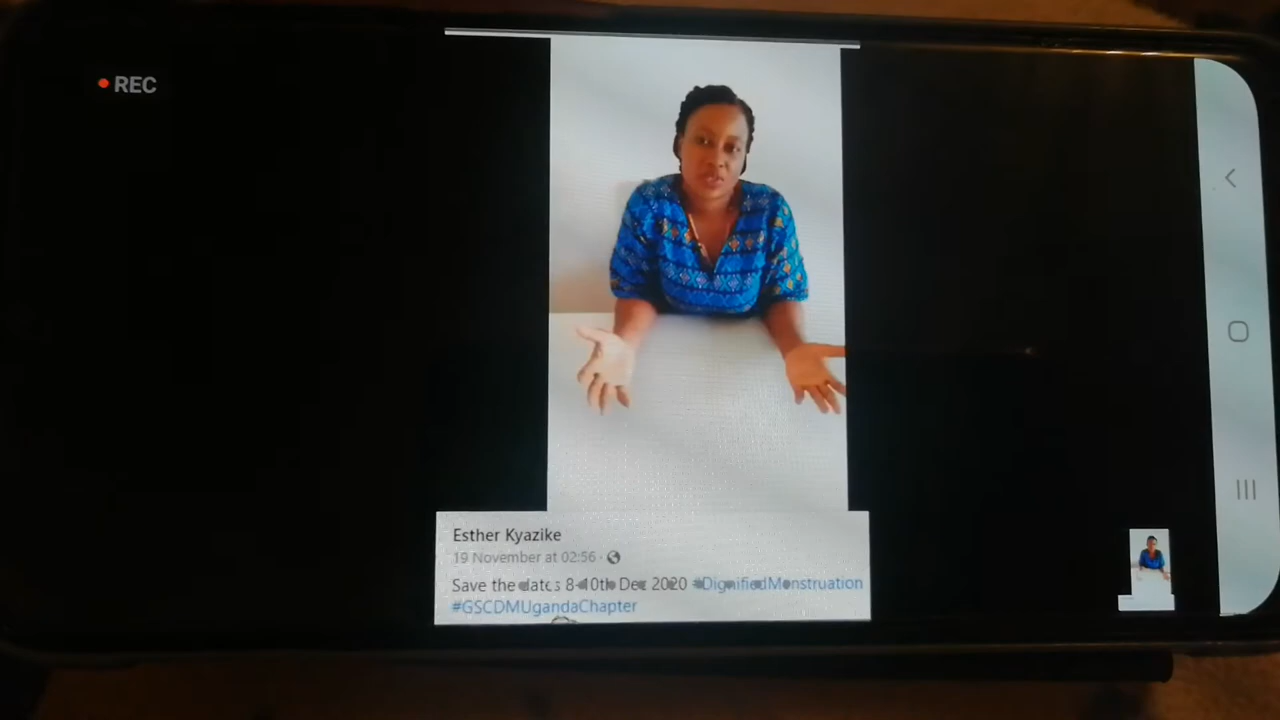 REC
Esther Kyazike
19 November at 02:56 ·
Save the dates 8-10th Dec 2020 #DignifiedMenstruation
#GSCDMUgandaChapter